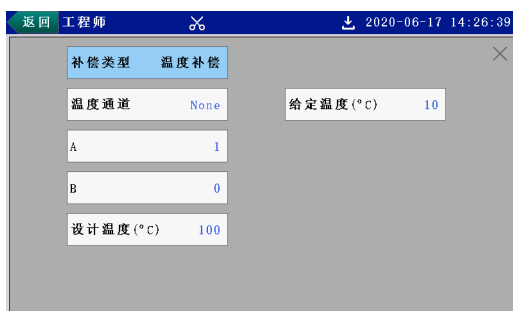 返回 工程师 2020-06-17 14:26:39
补偿类型 温度补偿
温度通道 None 给定温度(°C) 10
A 1
B 0
设计温度(°C) 100